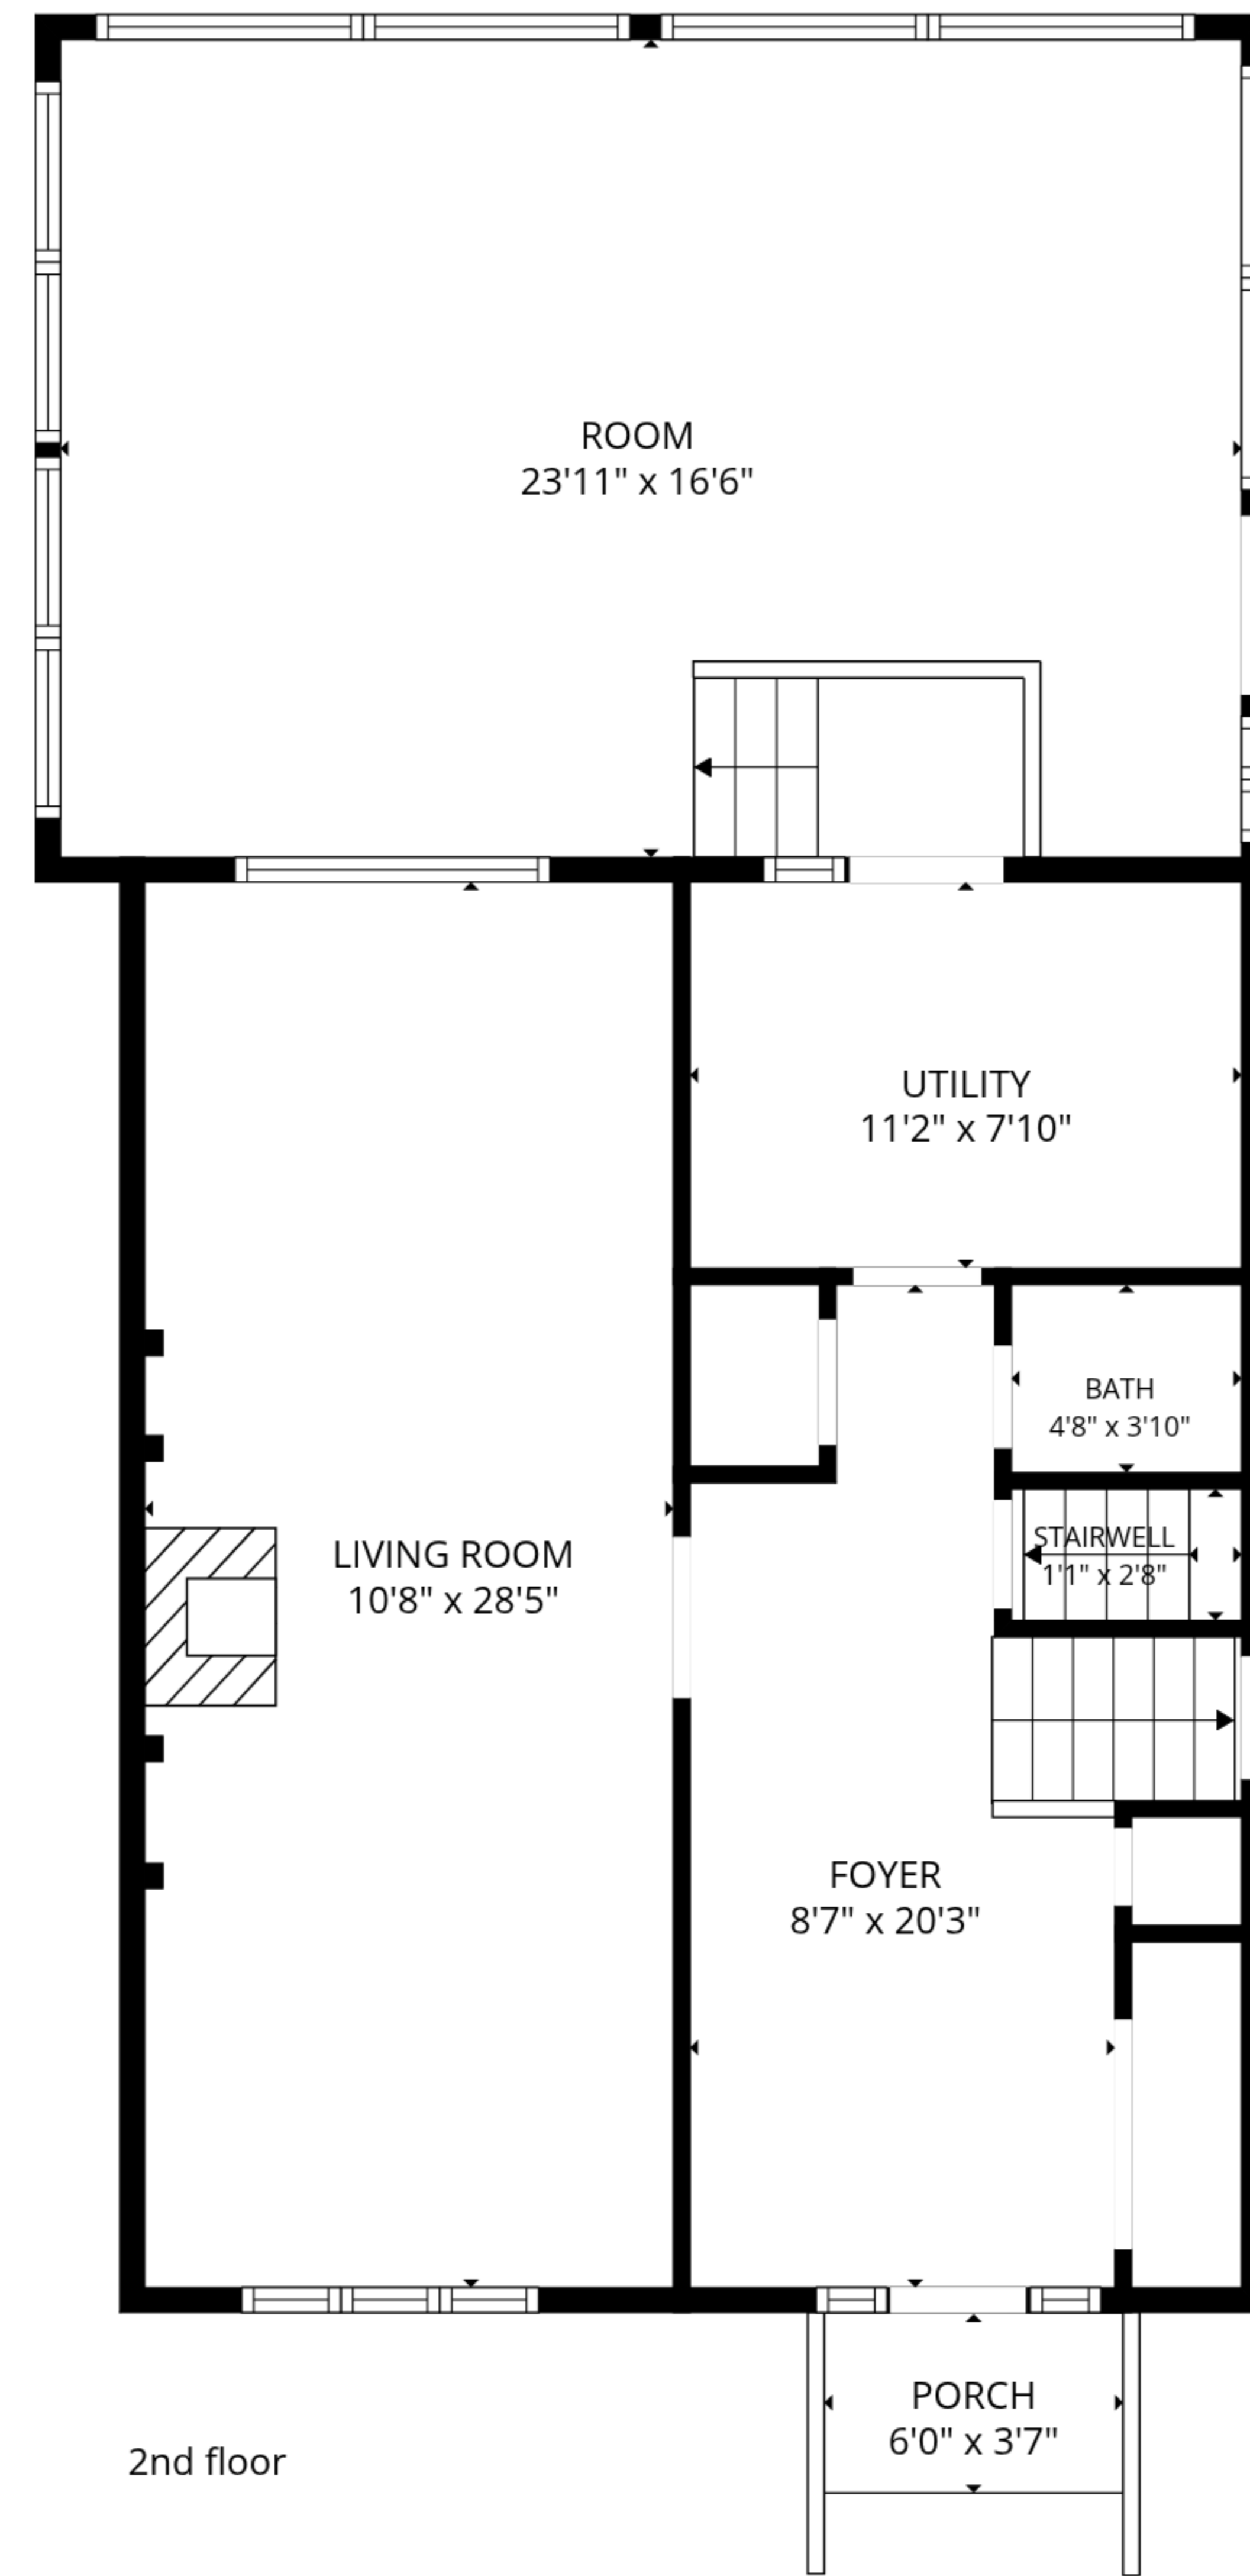 ROOM
23'11" x 16'6"
UTILITY
11'2" x 7'10"
BATH
4'8" x 3'10"
STAIRWELL
1'1" x 2'8"
LIVING ROOM
10'8" x 28'5"
FOYER
8'7" x 20'3"
PORCH
6'0" x 3'7"
2nd floor